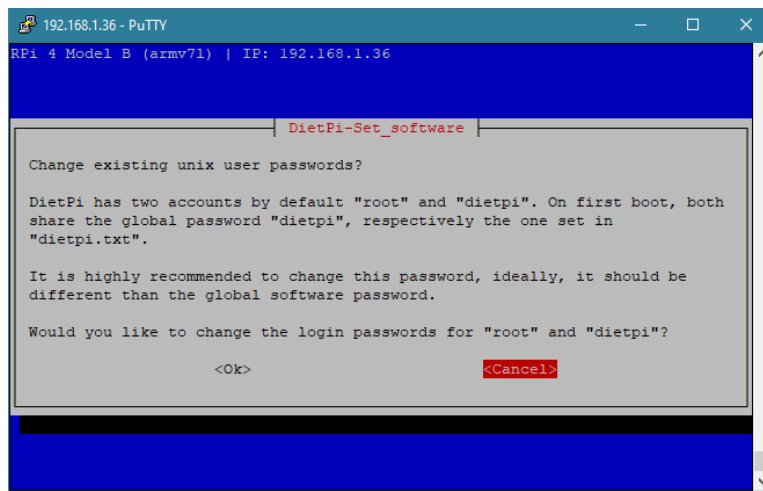 192.168.1.36 - PuTTY
RPi 4 Model B (armv7l) | IP: 192.168.1.36
DietPi-Set_software
Change existing unix user passwords?
DietPi has two accounts by default "root" and "dietpi". On first boot, both
share the global password "dietpi", respectively the one set in
"dietpi.txt".
It is highly recommended to change this password, ideally, it should be
different than the global software password.
Would you like to change the login passwords for "root" and "dietpi"?
<Ok> <Cancel>